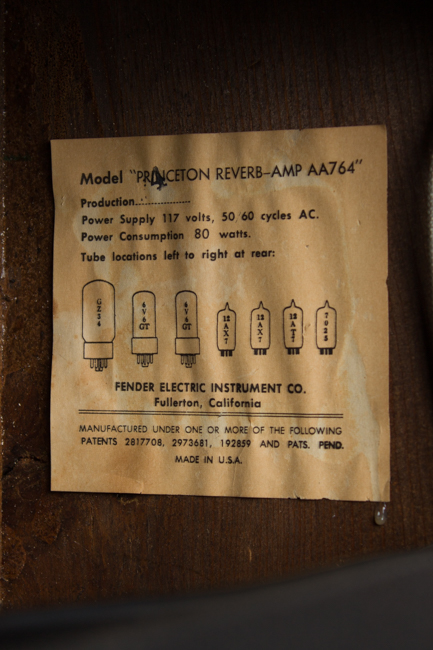 Model "PRINCETON REVERB-AMP AA764"
Production..................
Power Supply 117 volts, 50/60 cycles AC.
Power Consumption 80 watts.
Tube locations left to right at rear:
GZ34 6V6GT 6V6GT 12AX7 12AX7 12AT7 7025
FENDER ELECTRIC INSTRUMENT CO.
Fullerton, California
MANUFACTURED UNDER ONE OR MORE OF THE FOLLOWING
PATENTS 2817708, 2973681, 192859 AND PATS. PEND.
MADE IN U.S.A.